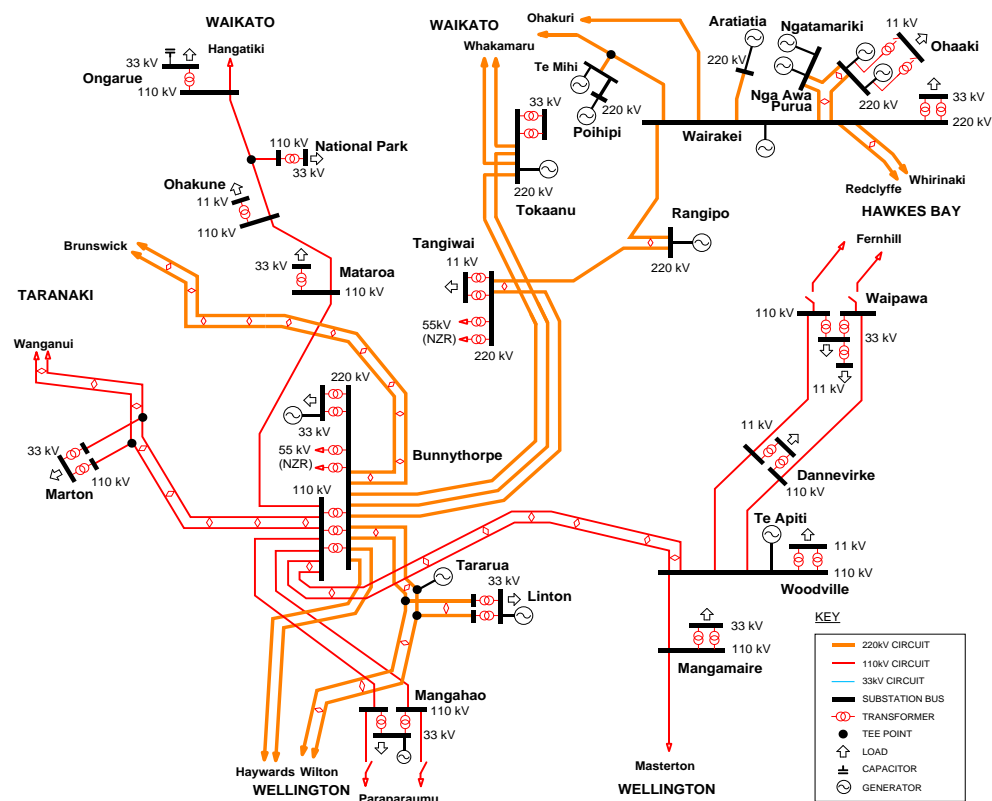 WAIKATO
Hangatiki
33 kV
Ongarue
110 kV
110 kV
National Park
33 kV
Ohakune
11 kV
110 kV
33 kV
Mataroa
110 kV
Brunswick
TARANAKI
Wanganui
33 kV
Marton
110 kV
WAIKATO
Whakamaru
Ohakuri
Te Mihi
220 kV
Poihipi
33 kV
220 kV
Tokaanu
Aratiatia
220 kV
Ngatamariki
Nga Awa
Purua
11 kV
Ohaaki
220 kV
33 kV
220 kV
Wairakei
Whirinaki
Redclyffe
HAWKES BAY
Rangipo
220 kV
Tangiwai
11 kV
55kV
(NZR)
220 kV
220 kV
33 kV
55 kV
(NZR)
Bunnythorpe
110 kV
Fernhill
Waipawa
110 kV
33 kV
11 kV
11 kV
Dannevirke
110 kV
Te Apiti
11 kV
110 kV
Woodville
Tararua
33 kV
Linton
33 kV
110 kV
Mangamaire
Mangahao
110 kV
33 kV
Haywards
Wilton
WELLINGTON
Paraparaumu
Masterton
WELLINGTON
KEY
220kV CIRCUIT
110kV CIRCUIT
33kV CIRCUIT
SUBSTATION BUS
TRANSFORMER
TEE POINT
LOAD
CAPACITOR
GENERATOR